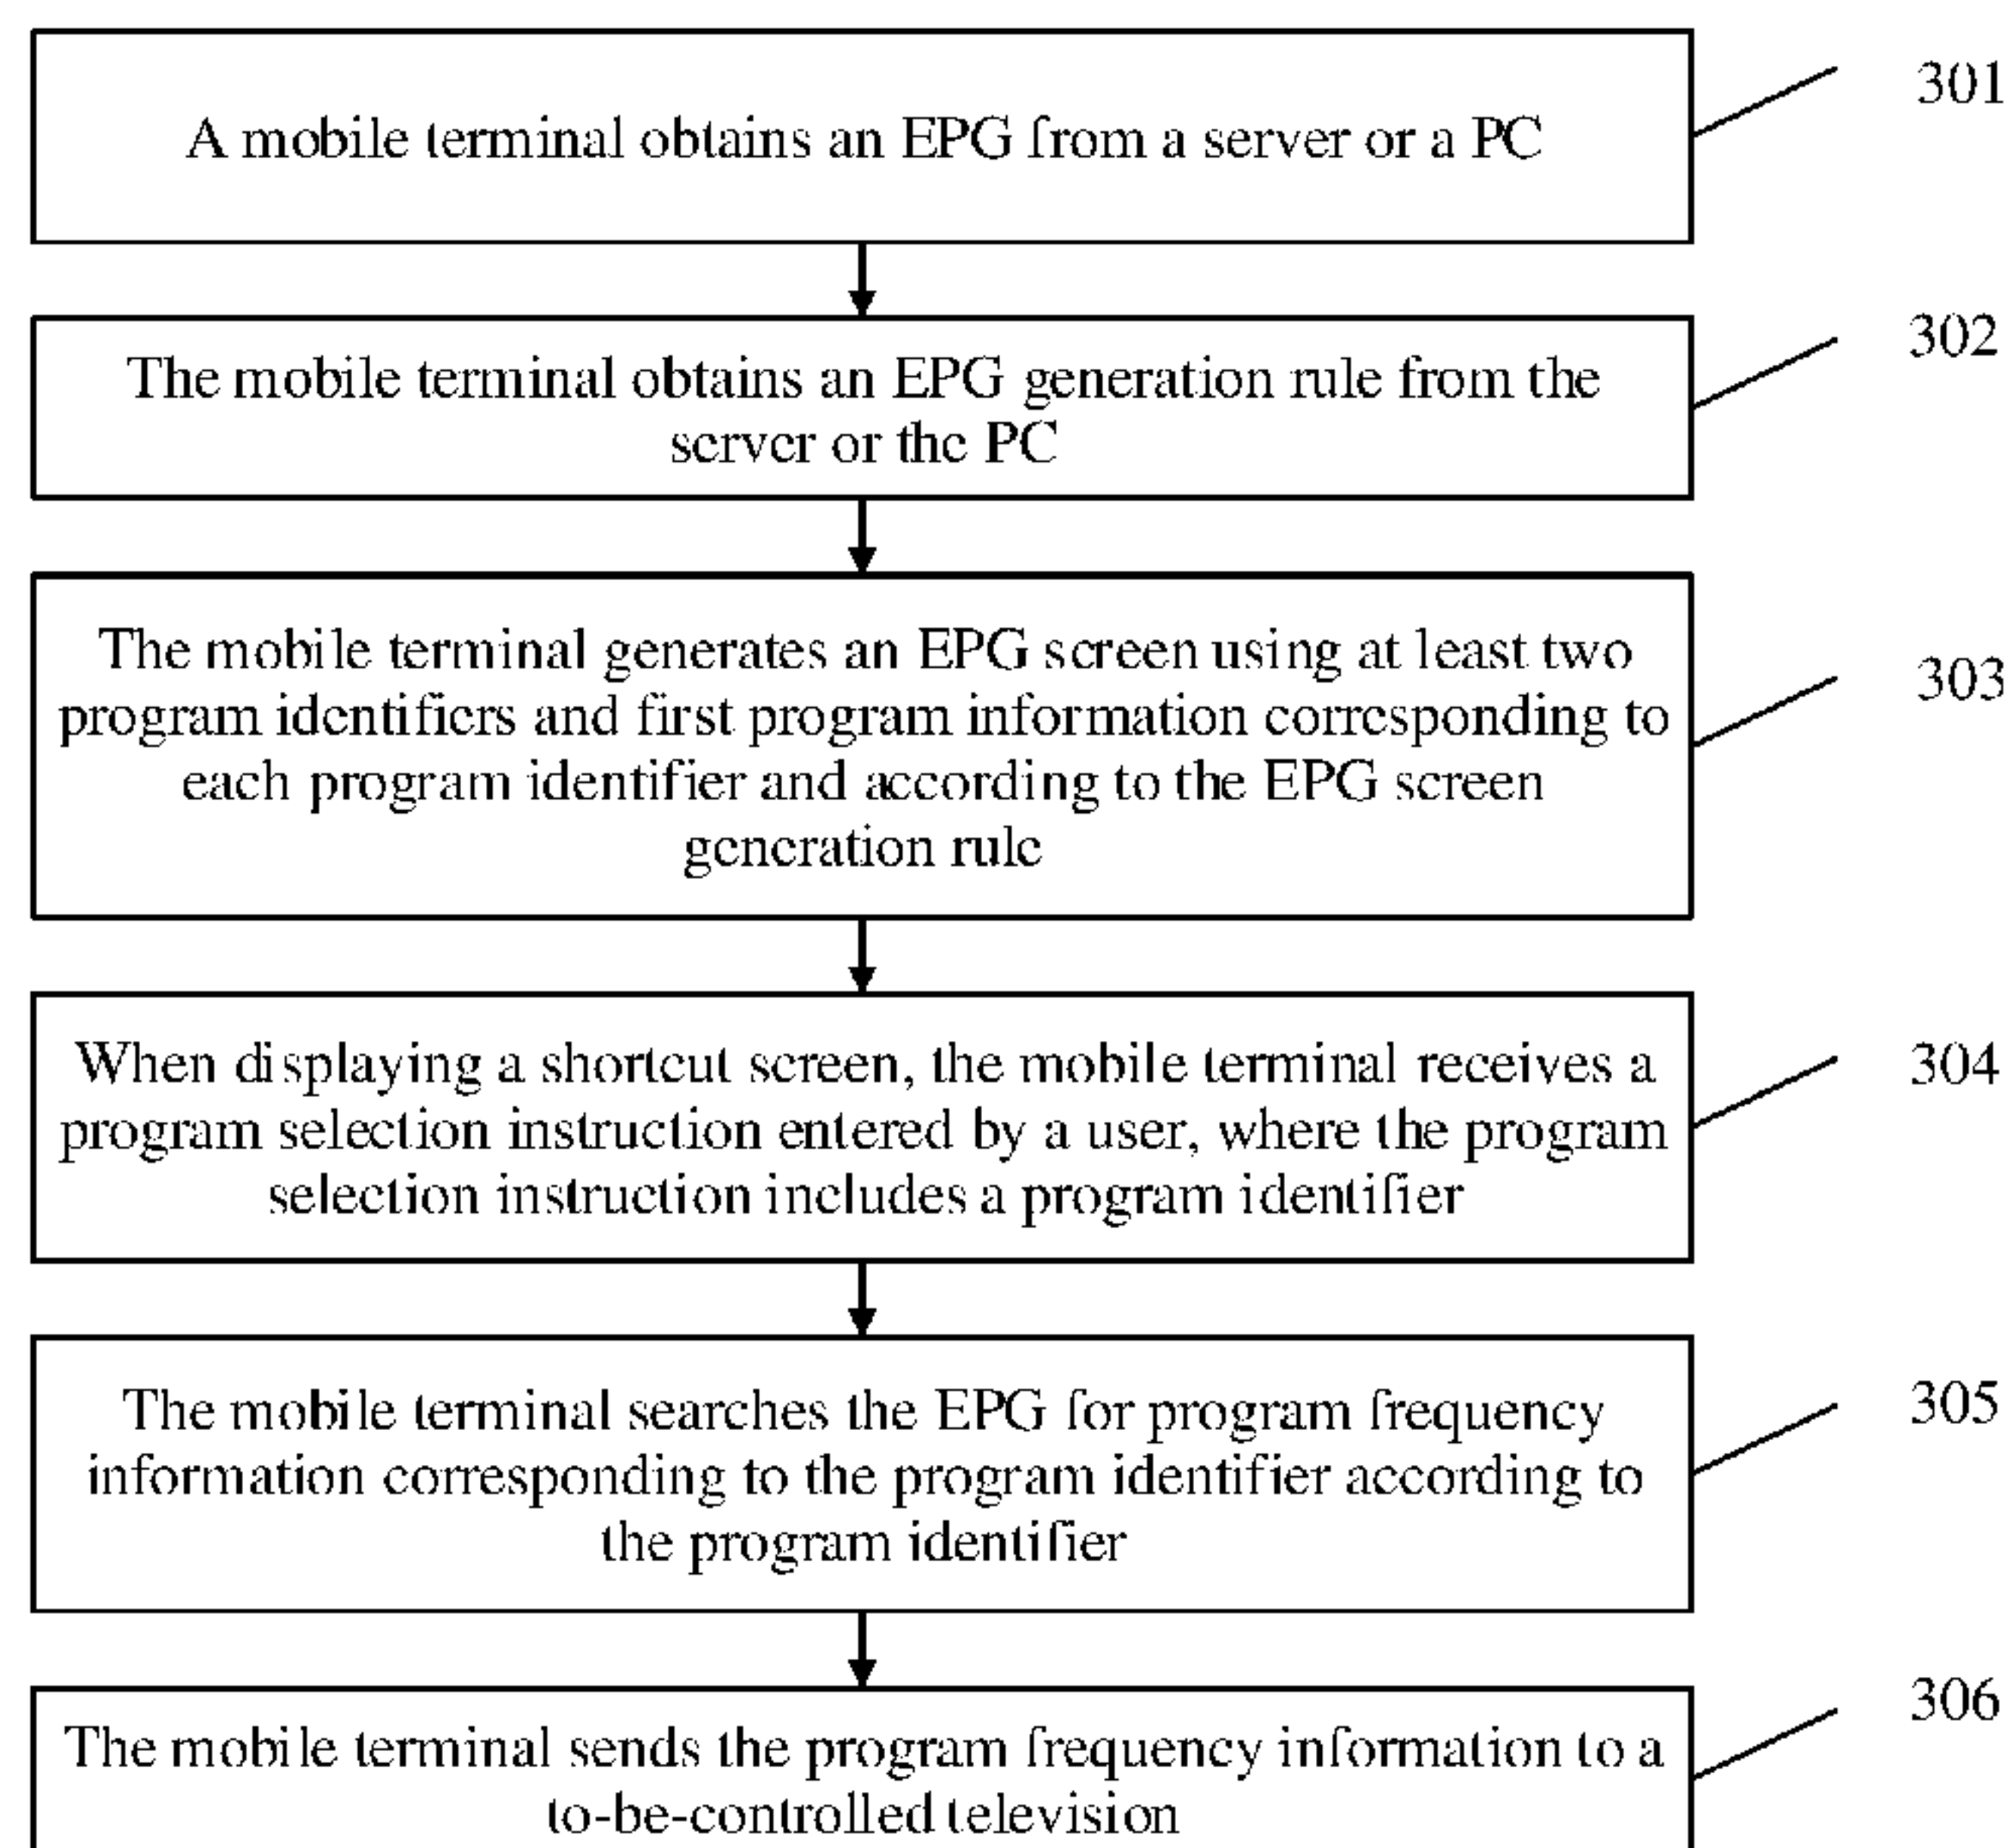 A mobile terminal obtains an EPG from a server or a PC
301
The mobile terminal obtains an EPG generation rule from the
server or the PC
302
The mobile terminal generates an EPG screen using at least two
program identifiers and first program information corresponding to
each program identifier and according to the EPG screen
generation rule
303
When displaying a shortcut screen, the mobile terminal receives a
program selection instruction entered by a user, where the program
selection instruction includes a program identifier
304
The mobile terminal searches the EPG for program frequency
information corresponding to the program identifier according to
the program identifier
305
The mobile terminal sends the program frequency information to a
to-be-controlled television
306